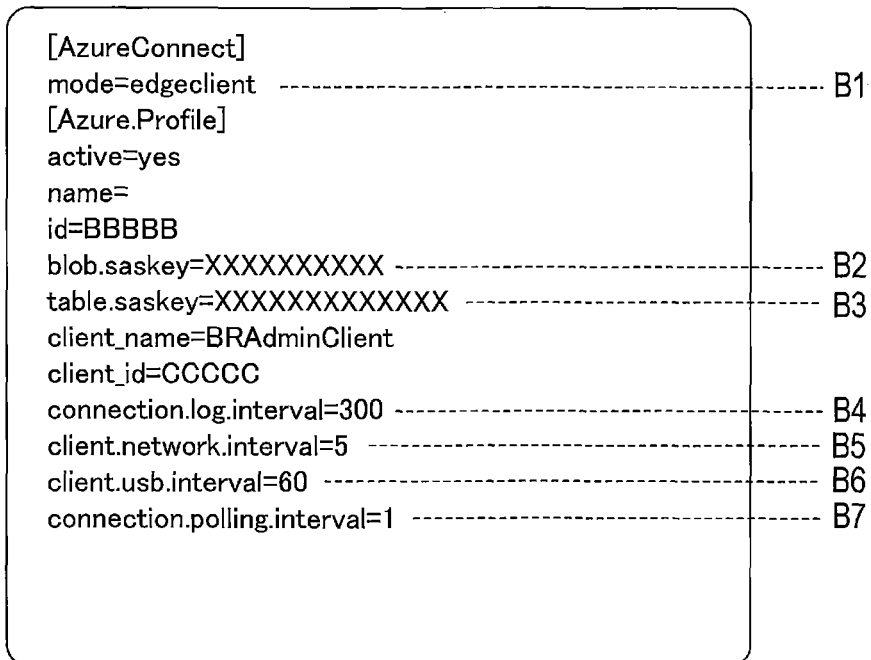 [AzureConnect]
mode=edgeclient B1
[Azure.Profile]
active=yes
name=
id=BBBBB
blob.saskey=XXXXXXXXXX B2
table.saskey=XXXXXXXXXXXXX B3
client_name=BRAdminClient
client_id=CCCCC
connection.log.interval=300 B4
client.network.interval=5 B5
client.usb.interval=60 B6
connection.polling.interval=1 B7